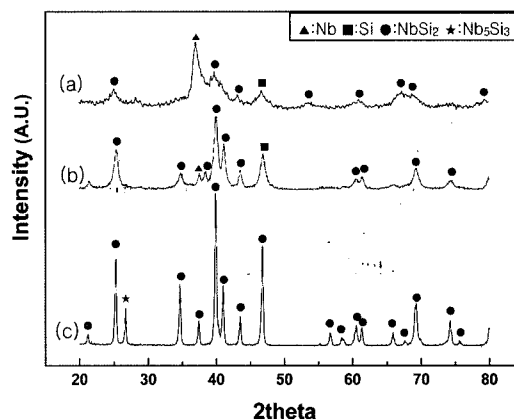 ▲:Nb ■:Si ●:NbSi₂ ★:Nb₅Si₃
(a)
(b)
(c)
Intensity (A.U.)
20 30 40 50 60 70 80
2theta